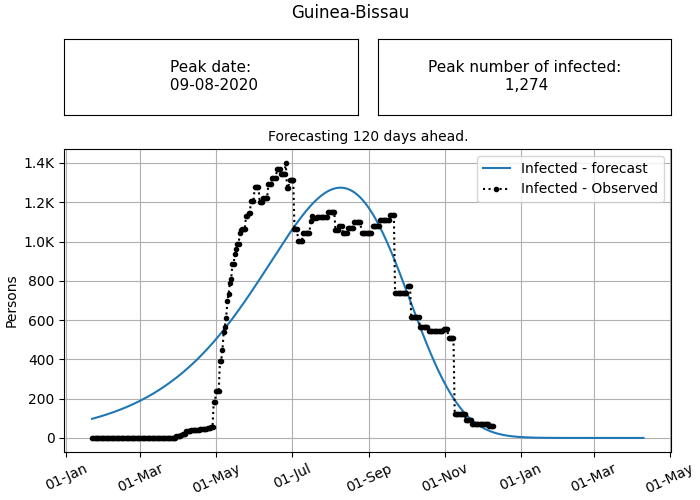 Guinea-Bissau
Peak date:
09-08-2020
Peak number of infected:
1,274
Forecasting 120 days ahead.
Infected - forecast
Infected - Observed
1.4K
1.2K
1.0K
800
600
400
200
0
Persons
01-Jan
01-Mar
01-May
01-Jul
01-Sep
01-Nov
01-Jan
01-Mar
01-May